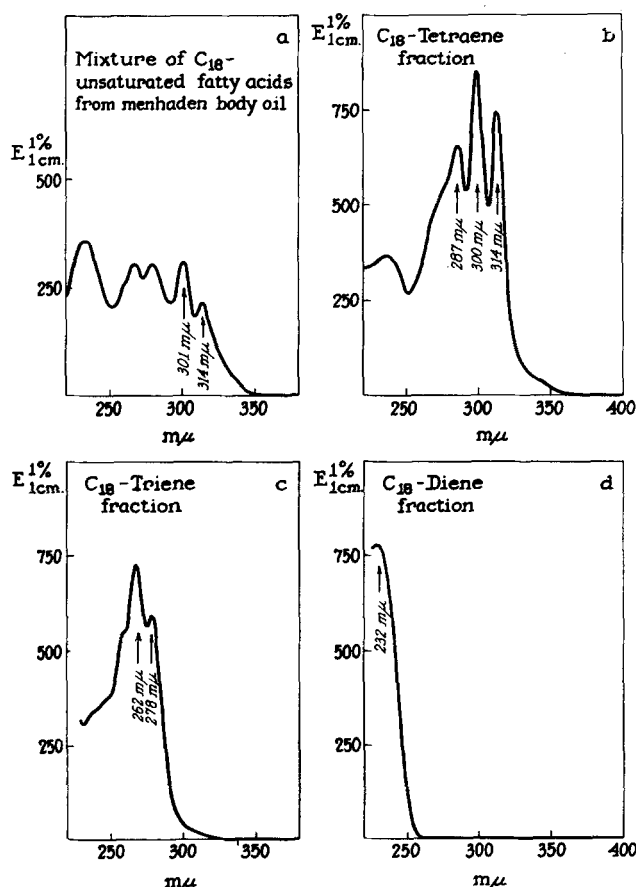 a
Mixture of C18-
unsaturated fatty acids
from menhaden body oil
E1% 1cm.
500
250
301 mμ
314 mμ
250 300 350
mμ
E1% 1cm.
C18-Tetraene
fraction
b
750
500
250
287 mμ
300 mμ
314 mμ
250 300 350 400
mμ
E1% 1cm.
C18-Triene
fraction
c
750
500
250
262 mμ
278 mμ
250 300 350
mμ
E1% 1cm.
C18-Diene
fraction
d
750
500
250
232 mμ
250 300 350 400
mμ